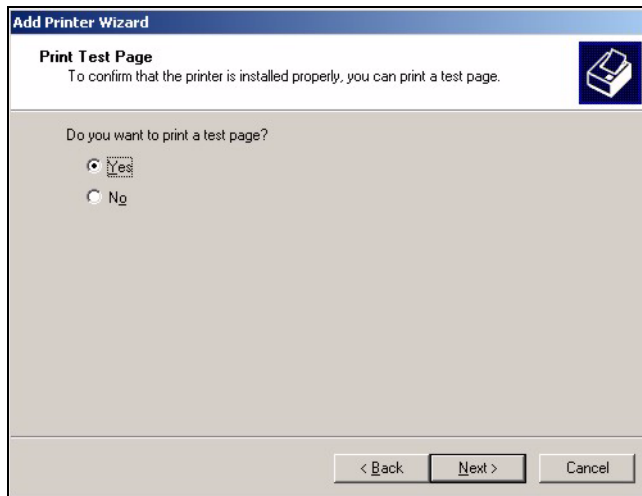 Add Printer Wizard
Print Test Page
To confirm that the printer is installed properly, you can print a test page.
Do you want to print a test page?
Yes
No
< Back
Next >
Cancel